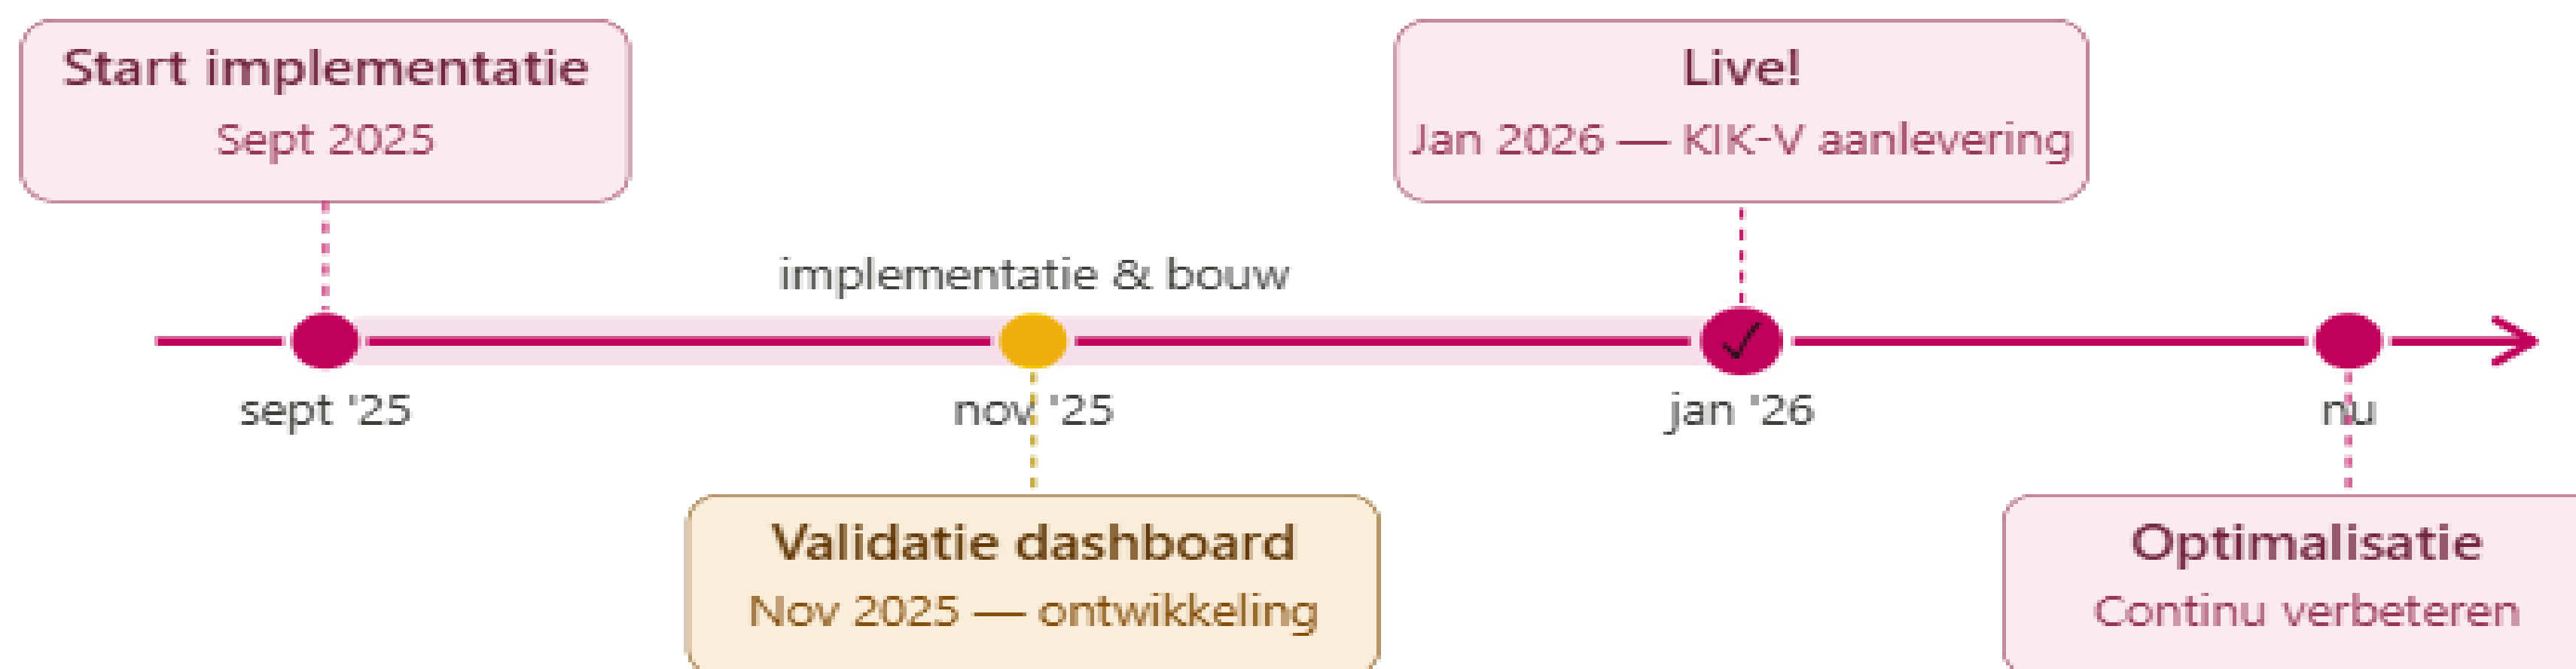 Start implementatie
Sept 2025
Live!
Jan 2026 — KIK-V aanlevering
implementatie & bouw
sept '25
nov '25
jan '26
nu
Validatie dashboard
Nov 2025 — ontwikkeling
Optimalisatie
Continu verbeteren